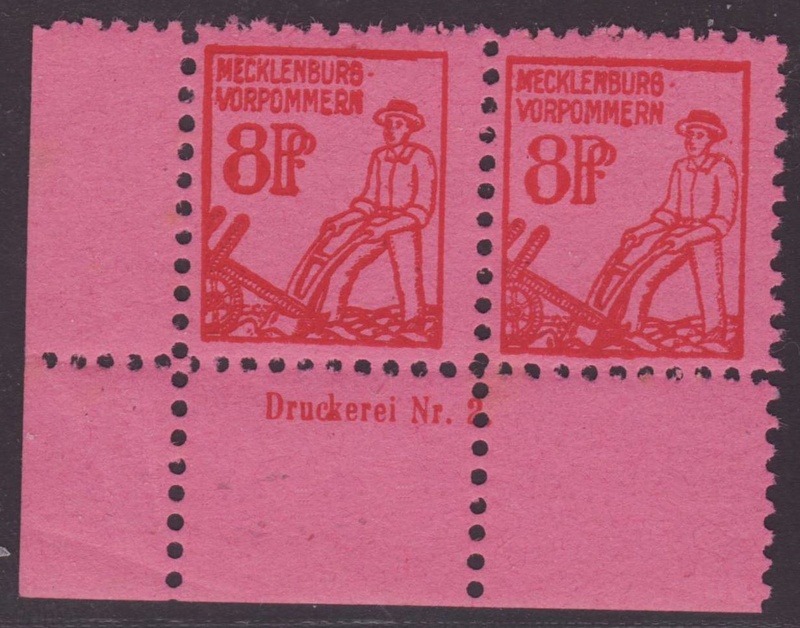 MECKLENBURG-
VORPOMMERN
8Pf
MECKLENBURG-
VORPOMMERN
8Pf
Druckerei Nr. 2